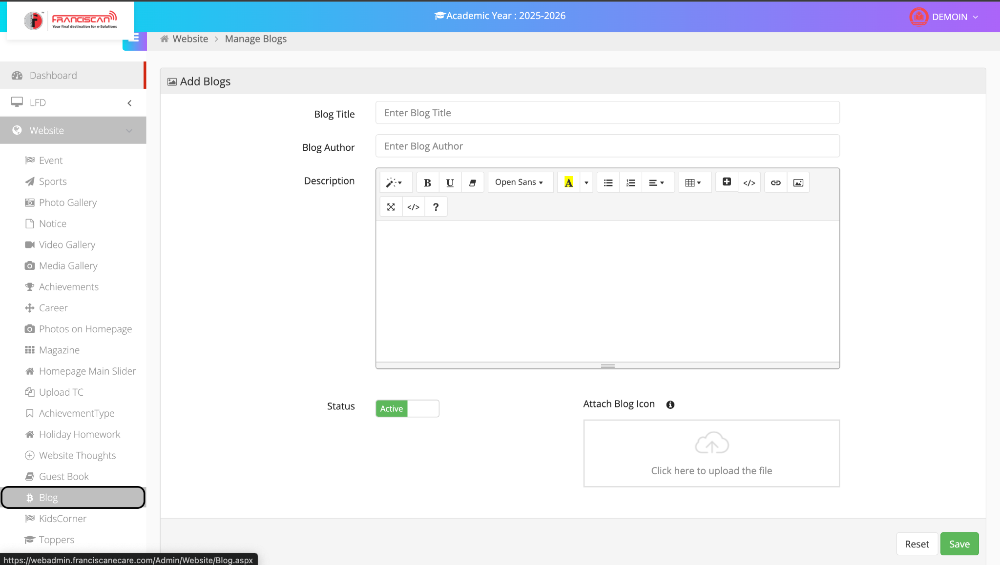 FRANCISCAN
Your final destination for e-Solutions
Academic Year : 2025-2026
DEMOIN
Website > Manage Blogs
Dashboard
LFD
Website
Event
Sports
Photo Gallery
Notice
Video Gallery
Media Gallery
Achievements
Career
Photos on Homepage
Magazine
Homepage Main Slider
Upload TC
AchievementType
Holiday Homework
Website Thoughts
Guest Book
Blog
KidsCorner
Toppers
Add Blogs
Blog Title
Enter Blog Title
Blog Author
Enter Blog Author
Description
B U Open Sans A </>
</> ?
Status
Active
Attach Blog Icon
Click here to upload the file
Reset
Save
https://webadmin.franciscanecare.com/Admin/Website/Blog.aspx